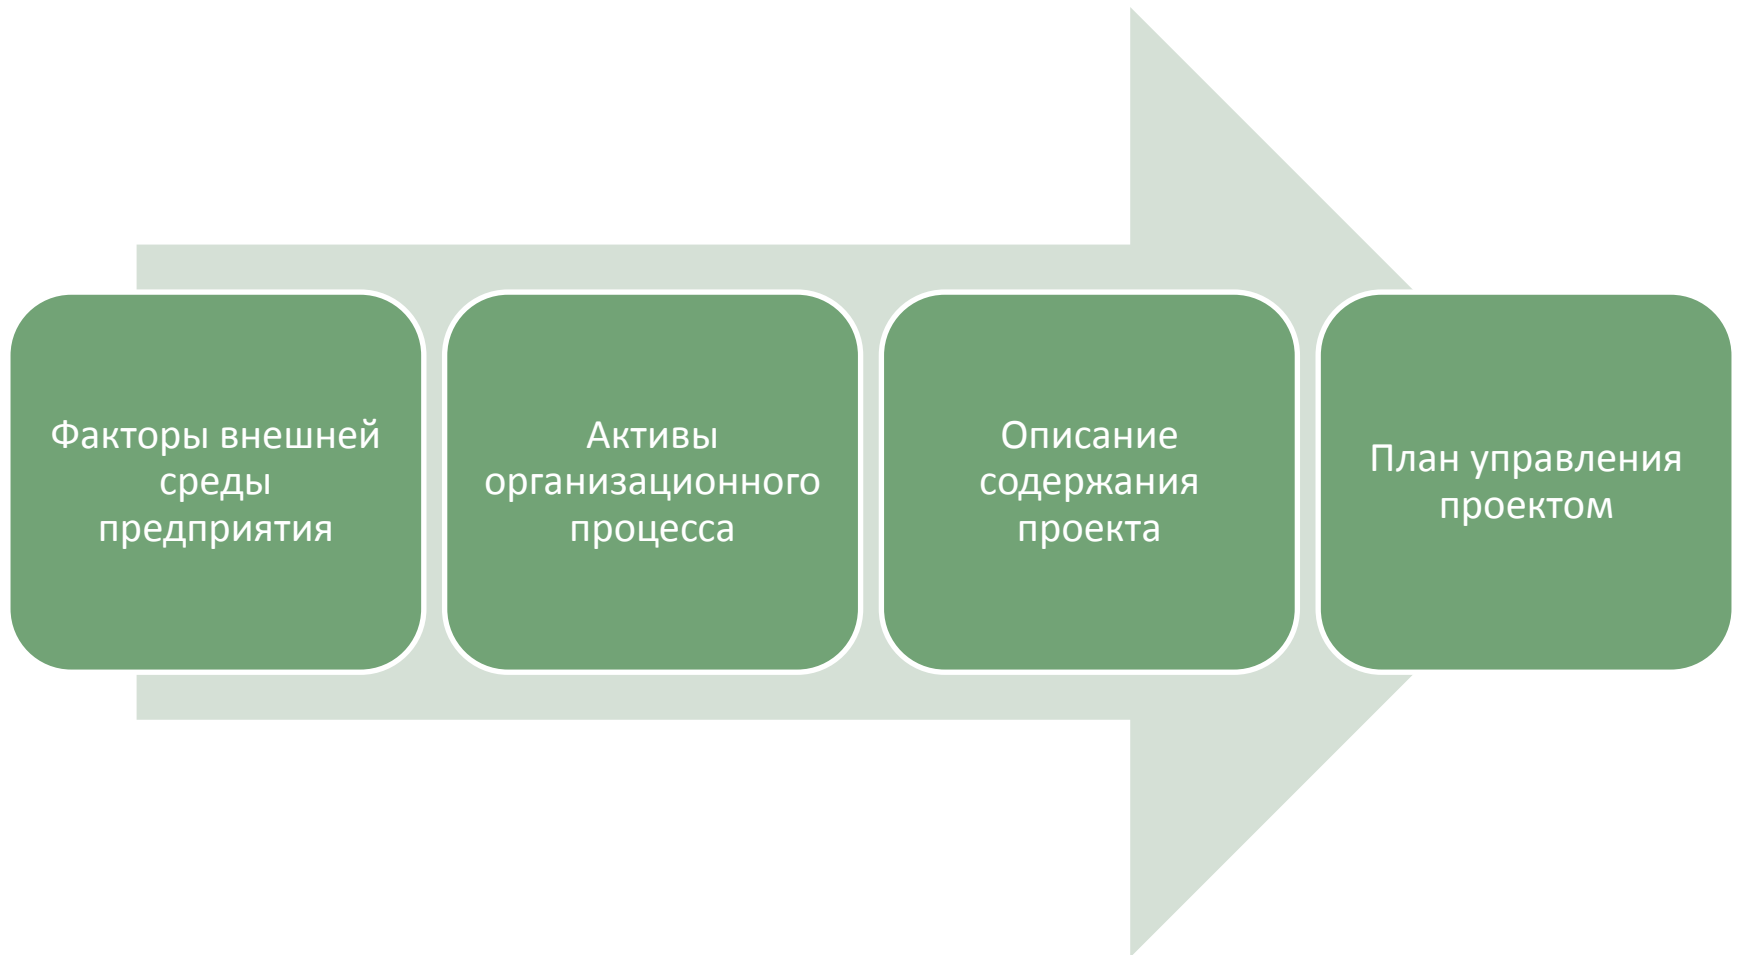 Факторы внешней
среды
предприятия
Активы
организационного
процесса
Описание
содержания
проекта
План управления
проектом